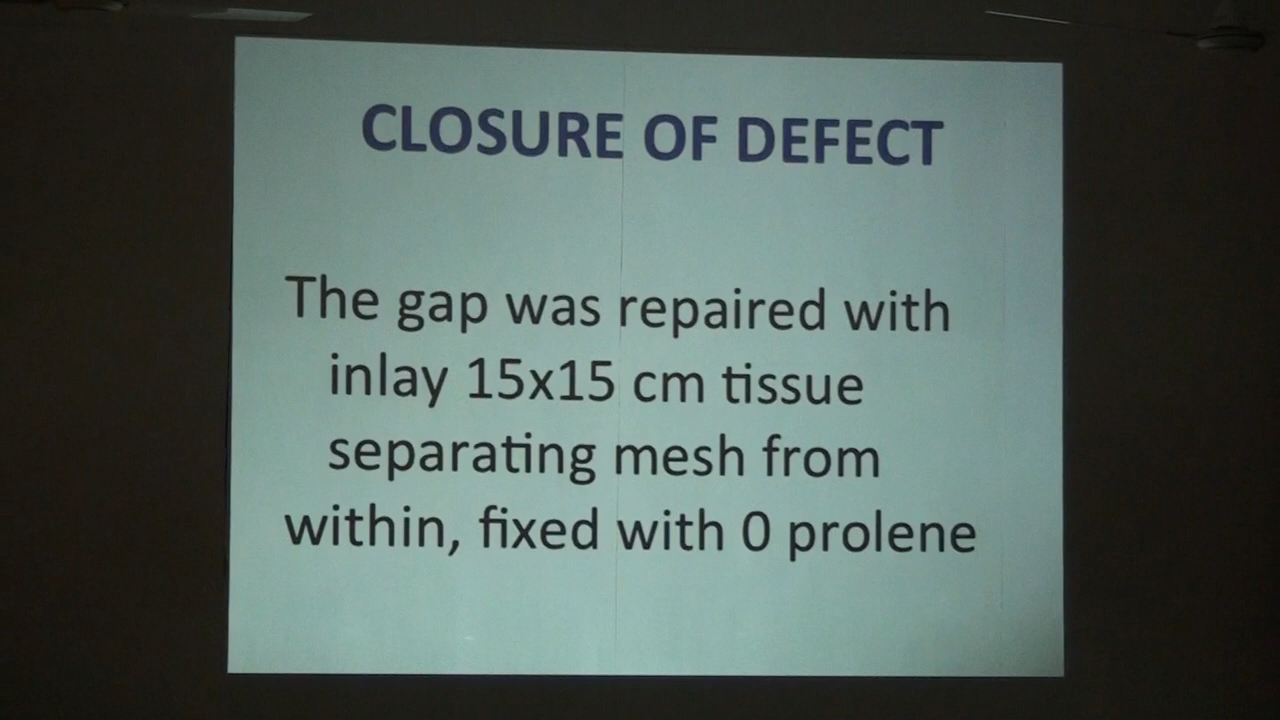 CLOSURE OF DEFECT
The gap was repaired with
inlay 15x15 cm tissue
separating mesh from
within, fixed with 0 prolene